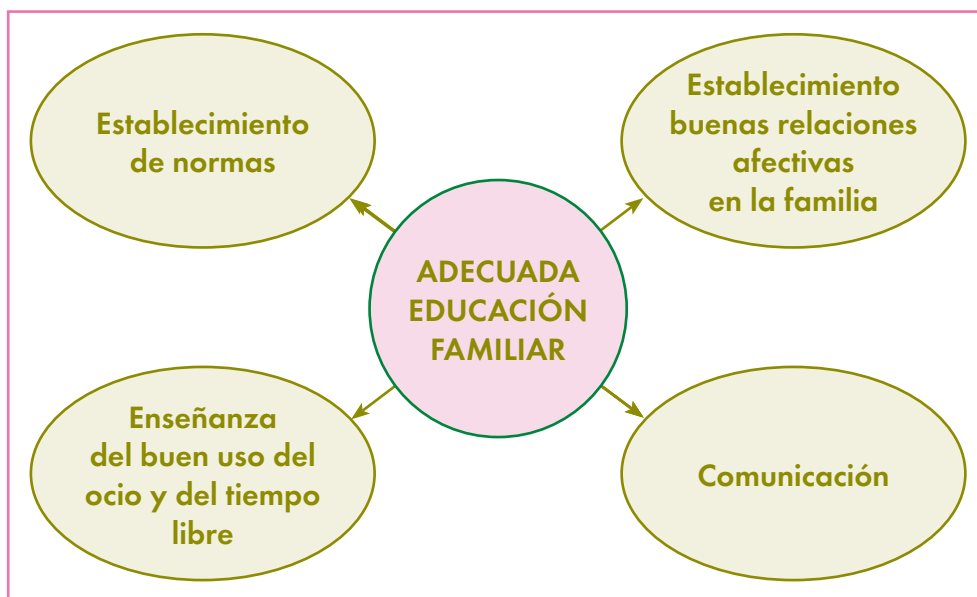 Establecimiento
de normas
Establecimiento
buenas relaciones
afectivas
en la familia
ADECUADA
EDUCACIÓN
FAMILIAR
Enseñanza
del buen uso del
ocio y del tiempo
libre
Comunicación